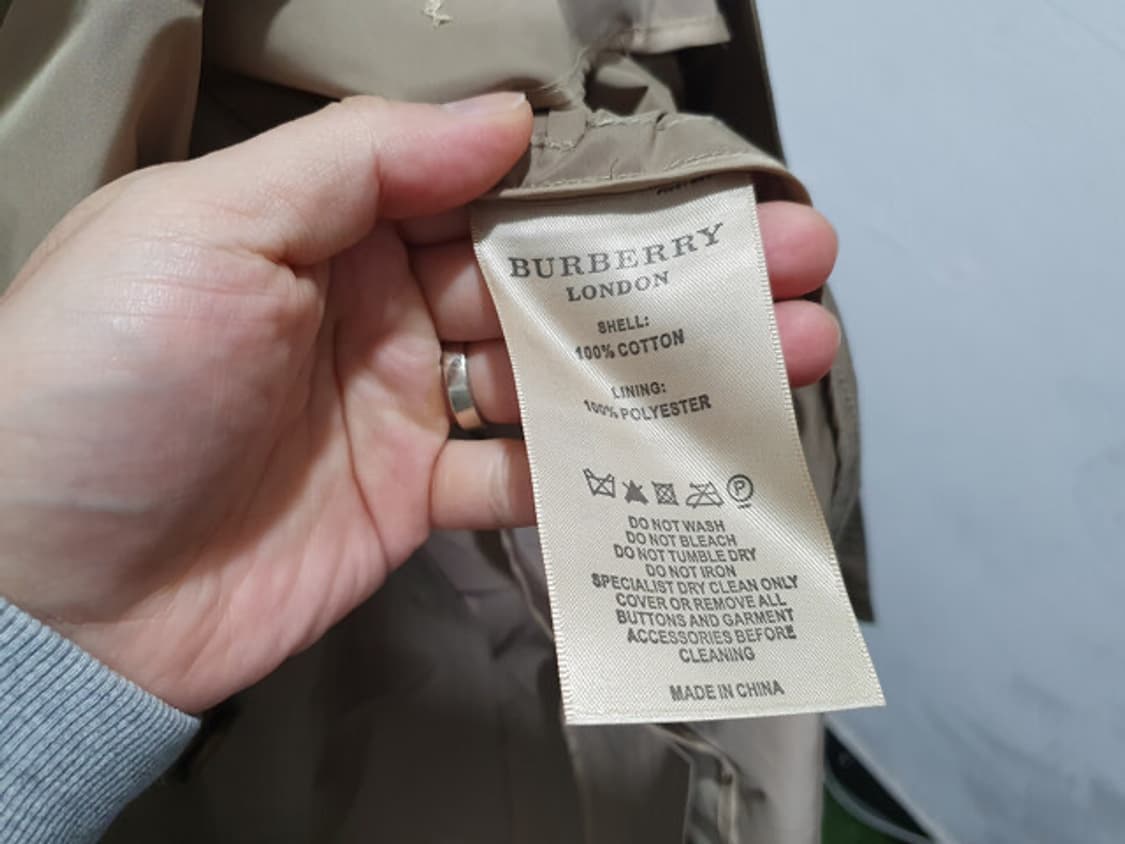 BURBERRY
LONDON
SHELL:
100% COTTON
LINING:
100% POLYESTER
P
DO NOT WASH
DO NOT BLEACH
DO NOT TUMBLE DRY
DO NOT IRON
SPECIALIST DRY CLEAN ONLY
COVER OR REMOVE ALL
BUTTONS AND GARMENT
ACCESSORIES BEFORE
CLEANING
MADE IN CHINA